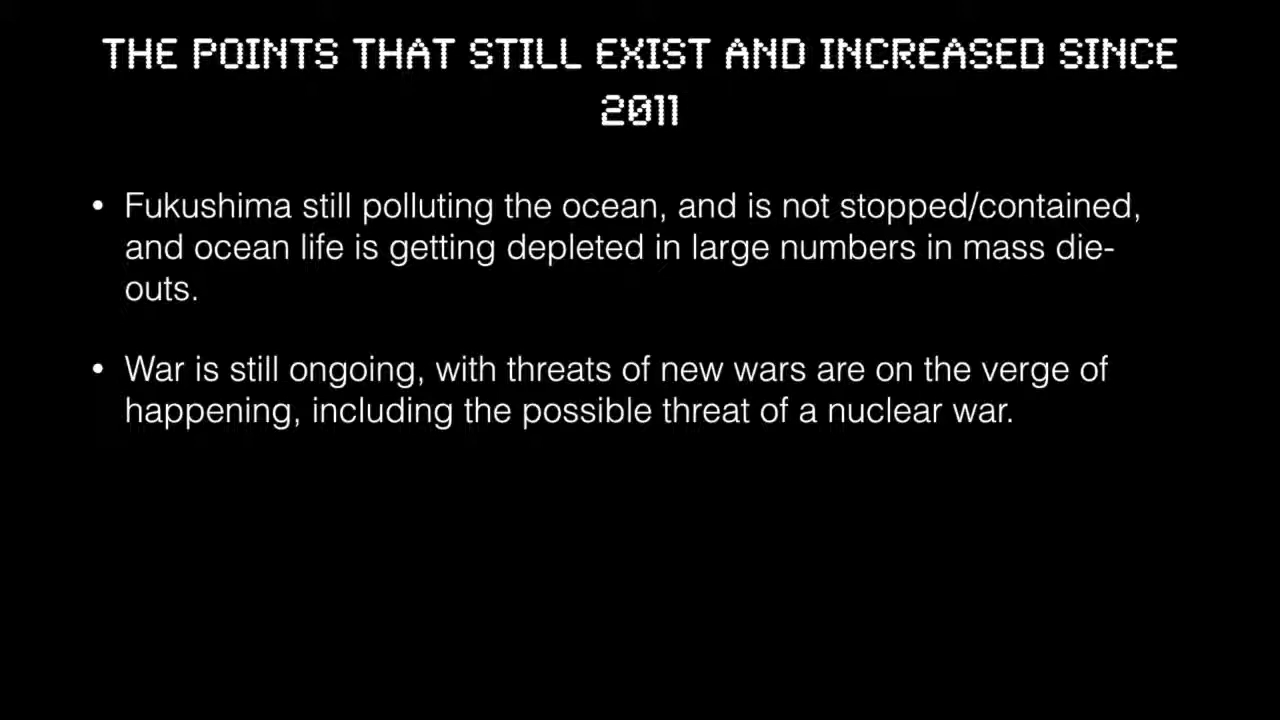 THE POINTS THAT STILL EXIST AND INCREASED SINCE
2011
• Fukushima still polluting the ocean, and is not stopped/contained,
and ocean life is getting depleted in large numbers in mass die-
outs.
• War is still ongoing, with threats of new wars are on the verge of
happening, including the possible threat of a nuclear war.